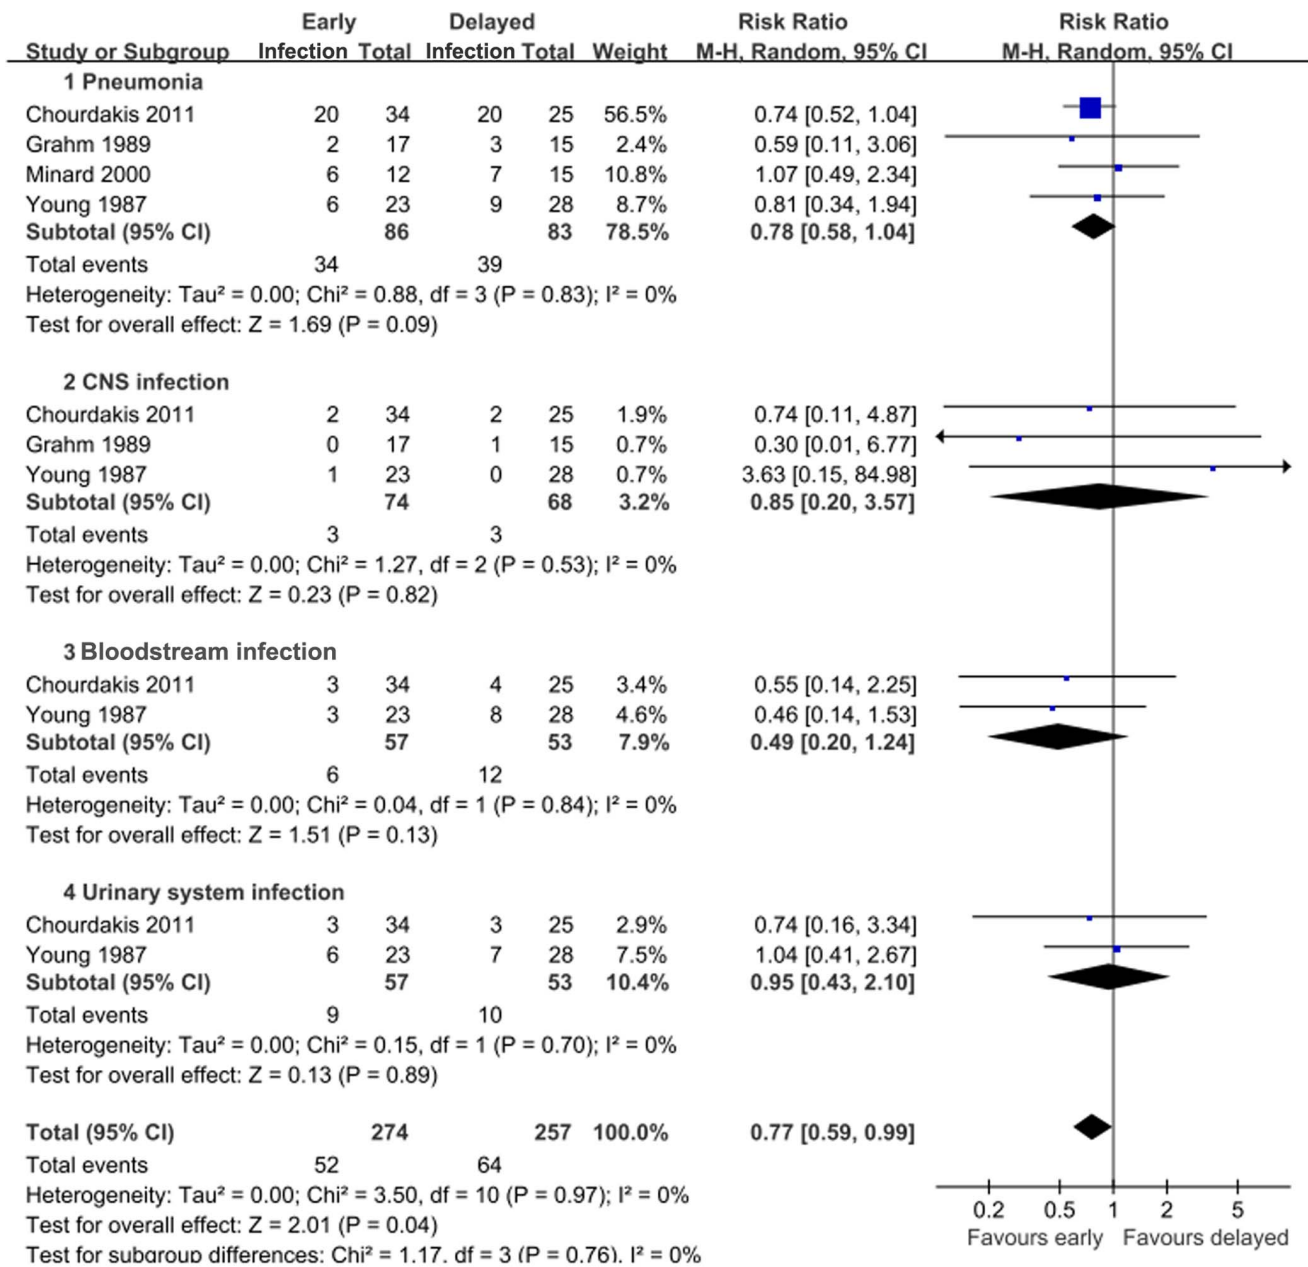 Early Delayed Risk Ratio Risk Ratio
Study or Subgroup Infection Total Infection Total Weight M-H, Random, 95% CI M-H, Random, 95% CI
1 Pneumonia
Chourdakis 2011 20 34 20 25 56.5% 0.74 [0.52, 1.04]
Grahm 1989 2 17 3 15 2.4% 0.59 [0.11, 3.06]
Minard 2000 6 12 7 15 10.8% 1.07 [0.49, 2.34]
Young 1987 6 23 9 28 8.7% 0.81 [0.34, 1.94]
Subtotal (95% CI) 86 83 78.5% 0.78 [0.58, 1.04]
Total events 34 39
Heterogeneity: Tau² = 0.00; Chi² = 0.88, df = 3 (P = 0.83); I² = 0%
Test for overall effect: Z = 1.69 (P = 0.09)
2 CNS infection
Chourdakis 2011 2 34 2 25 1.9% 0.74 [0.11, 4.87]
Grahm 1989 0 17 1 15 0.7% 0.30 [0.01, 6.77]
Young 1987 1 23 0 28 0.7% 3.63 [0.15, 84.98]
Subtotal (95% CI) 74 68 3.2% 0.85 [0.20, 3.57]
Total events 3 3
Heterogeneity: Tau² = 0.00; Chi² = 1.27, df = 2 (P = 0.53); I² = 0%
Test for overall effect: Z = 0.23 (P = 0.82)
3 Bloodstream infection
Chourdakis 2011 3 34 4 25 3.4% 0.55 [0.14, 2.25]
Young 1987 3 23 8 28 4.6% 0.46 [0.14, 1.53]
Subtotal (95% CI) 57 53 7.9% 0.49 [0.20, 1.24]
Total events 6 12
Heterogeneity: Tau² = 0.00; Chi² = 0.04, df = 1 (P = 0.84); I² = 0%
Test for overall effect: Z = 1.51 (P = 0.13)
4 Urinary system infection
Chourdakis 2011 3 34 3 25 2.9% 0.74 [0.16, 3.34]
Young 1987 6 23 7 28 7.5% 1.04 [0.41, 2.67]
Subtotal (95% CI) 57 53 10.4% 0.95 [0.43, 2.10]
Total events 9 10
Heterogeneity: Tau² = 0.00; Chi² = 0.15, df = 1 (P = 0.70); I² = 0%
Test for overall effect: Z = 0.13 (P = 0.89)
Total (95% CI) 274 257 100.0% 0.77 [0.59, 0.99]
Total events 52 64
Heterogeneity: Tau² = 0.00; Chi² = 3.50, df = 10 (P = 0.97); I² = 0%
Test for overall effect: Z = 2.01 (P = 0.04)
Test for subgroup differences: Chi² = 1.17, df = 3 (P = 0.76), I² = 0%
0.2 0.5 1 2 5
Favours early Favours delayed